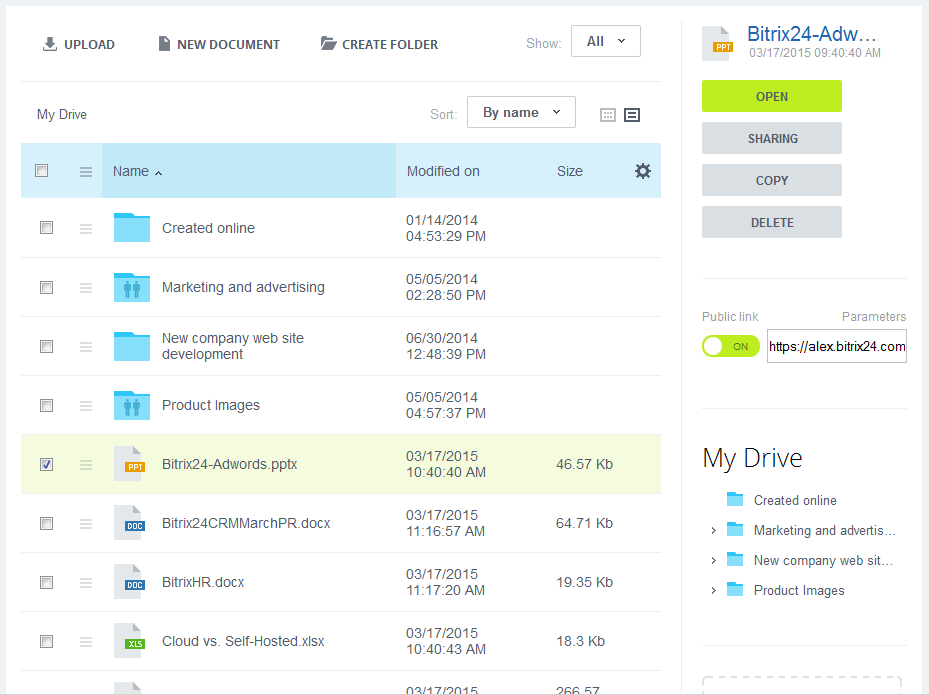 UPLOAD
NEW DOCUMENT
CREATE FOLDER
Show:
All
My Drive
Sort:
By name
Name
Modified on
Size
Created online
01/14/2014
04:53:29 PM
Marketing and advertising
05/05/2014
02:28:50 PM
New company web site
development
06/30/2014
12:48:39 PM
Product Images
05/05/2014
04:57:37 PM
PPT
Bitrix24-Adwords.pptx
03/17/2015
10:40:40 AM
46.57 Kb
DOC
Bitrix24CRMMarchPR.docx
03/17/2015
11:16:57 AM
64.71 Kb
DOC
BitrixHR.docx
03/17/2015
11:17:20 AM
19.35 Kb
XLS
Cloud vs. Self-Hosted.xlsx
03/17/2015
10:40:43 AM
18.3 Kb
03/17/2015
266.57
PPT
Bitrix24-Adw...
03/17/2015 09:40:40 AM
OPEN
SHARING
COPY
DELETE
Public link
Parameters
ON
https://alex.bitrix24.com
My Drive
Created online
Marketing and advertis...
New company web sit...
Product Images